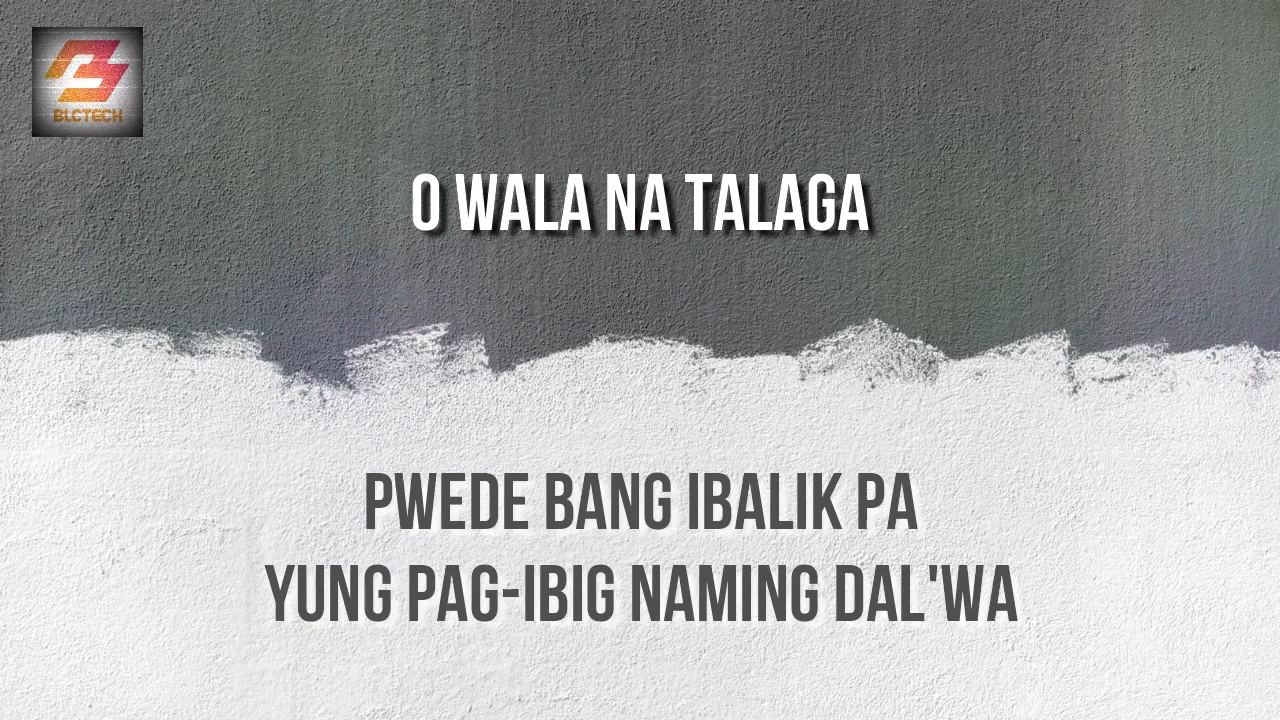 BLCTECH
O WALA NA TALAGA
PWEDE BANG IBALIK PA
YUNG PAG-IBIG NAMING DAL'WA